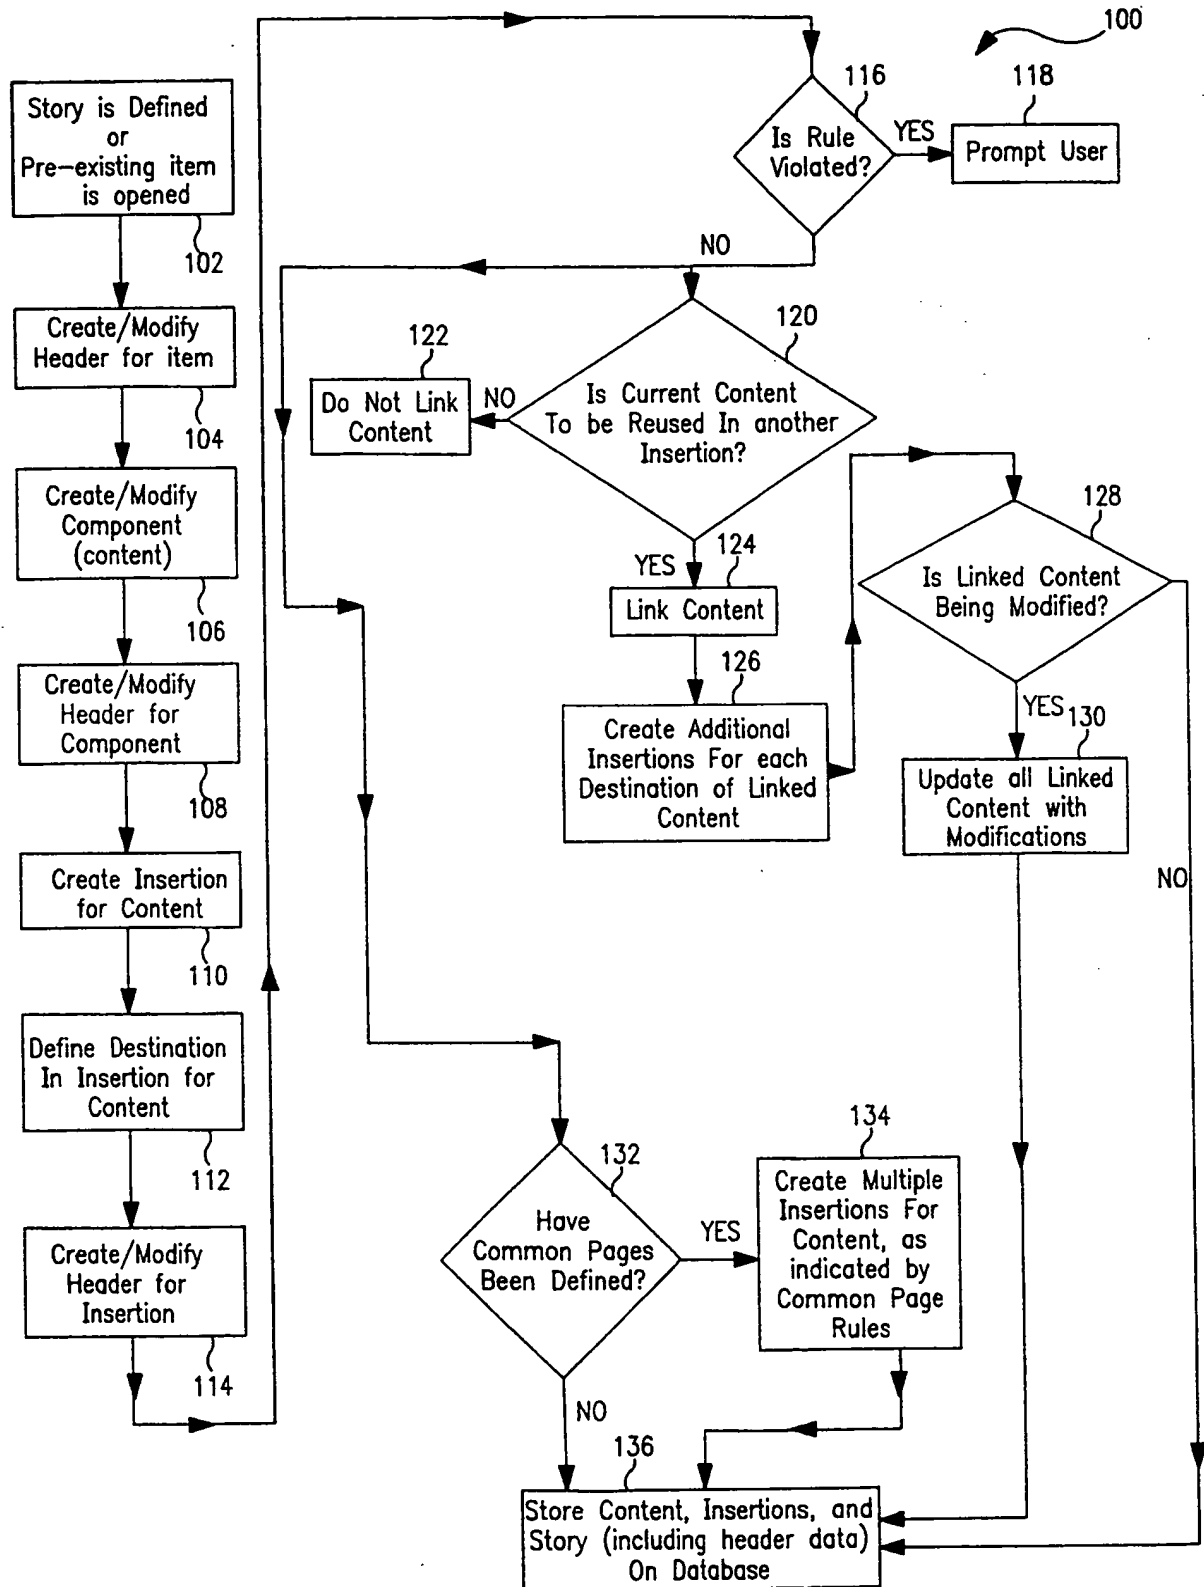 100
Story is Defined
or
Pre-existing item
is opened
102
Create/Modify
Header for item
104
Create/Modify
Component
(content)
106
Create/Modify
Header for
Component
108
Create Insertion
for Content
110
Define Destination
In Insertion for
Content
112
Create/Modify
Header for
Insertion
114
116
Is Rule
Violated?
YES
118
Prompt User
NO
120
Is Current Content
To be Reused In another
Insertion?
NO
122
Do Not Link
Content
YES
124
Link Content
126
Create Additional
Insertions For each
Destination of Linked
Content
128
Is Linked Content
Being Modified?
YES
130
Update all Linked
Content with
Modifications
NO
132
Have
Common Pages
Been Defined?
YES
134
Create Multiple
Insertions For
Content, as
indicated by
Common Page
Rules
NO
136
Store Content, Insertions, and
Story (including header data)
On Database